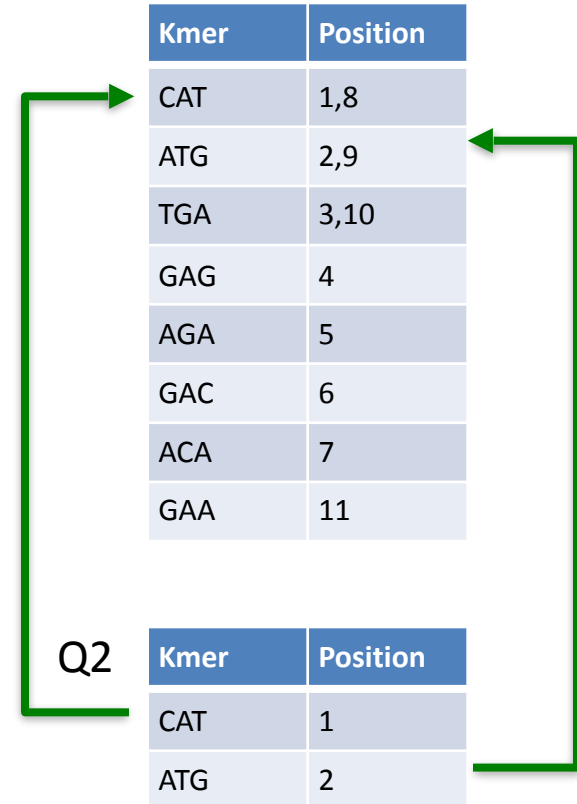 Kmer Position
CAT 1,8
ATG 2,9
TGA 3,10
GAG 4
AGA 5
GAC 6
ACA 7
GAA 11
Q2
Kmer Position
CAT 1
ATG 2